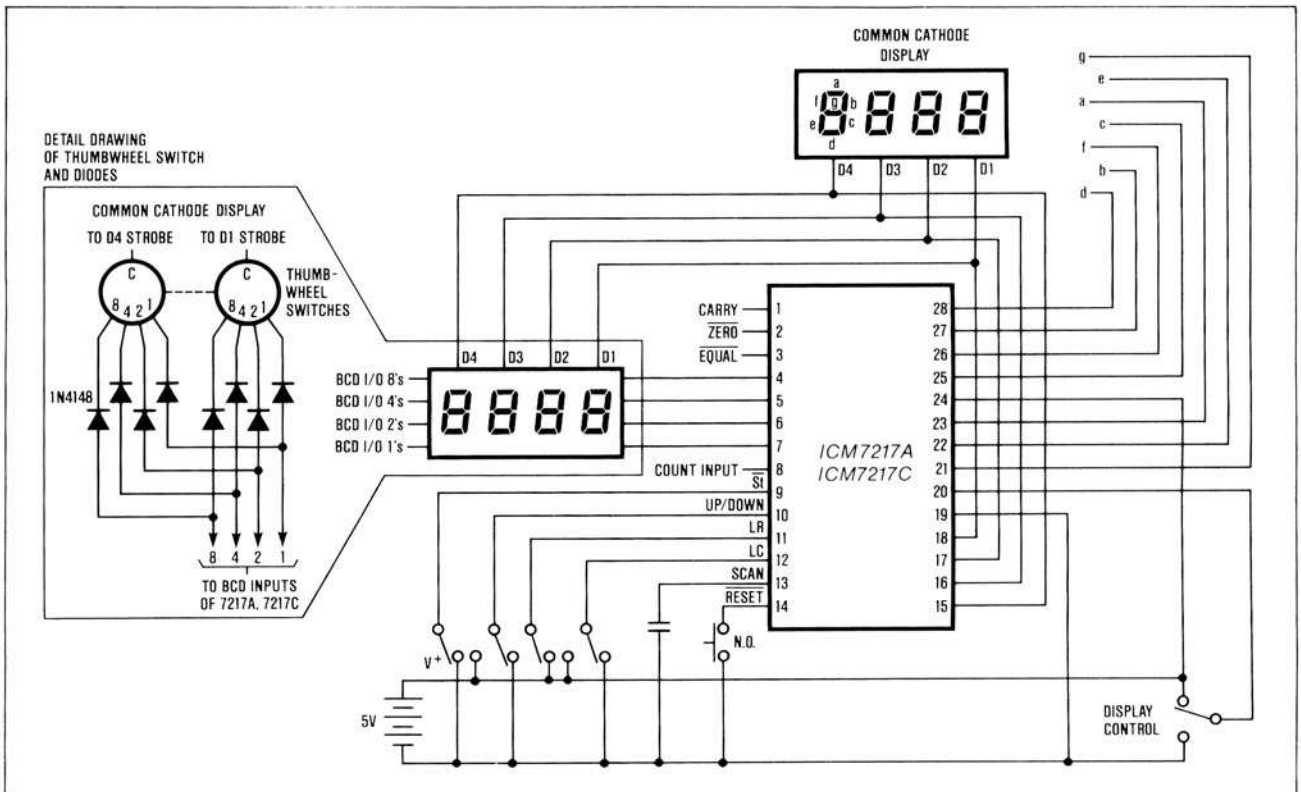 COMMON CATHODE
DISPLAY
a
f g b
e c
d
D4 D3 D2 D1
g
e
a
c
f
b
d
DETAIL DRAWING
OF THUMBWHEEL SWITCH
AND DIODES
COMMON CATHODE DISPLAY
TO D4 STROBE TO D1 STROBE
C C
8 4 2 1 8 4 2 1
THUMB-
WHEEL
SWITCHES
1N4148
8 4 2 1
TO BCD INPUTS
OF 7217A, 7217C
D4 D3 D2 D1
BCD I/O 8's
BCD I/O 4's
BCD I/O 2's
BCD I/O 1's
8888
CARRY 1
ZERO 2
EQUAL 3
4
5
6
7
COUNT INPUT 8
St 9
UP/DOWN 10
LR 11
LC 12
SCAN 13
RESET 14
ICM7217A
ICM7217C
28
27
26
25
24
23
22
21
20
19
18
17
16
15
V+
N.O.
5V
DISPLAY
CONTROL